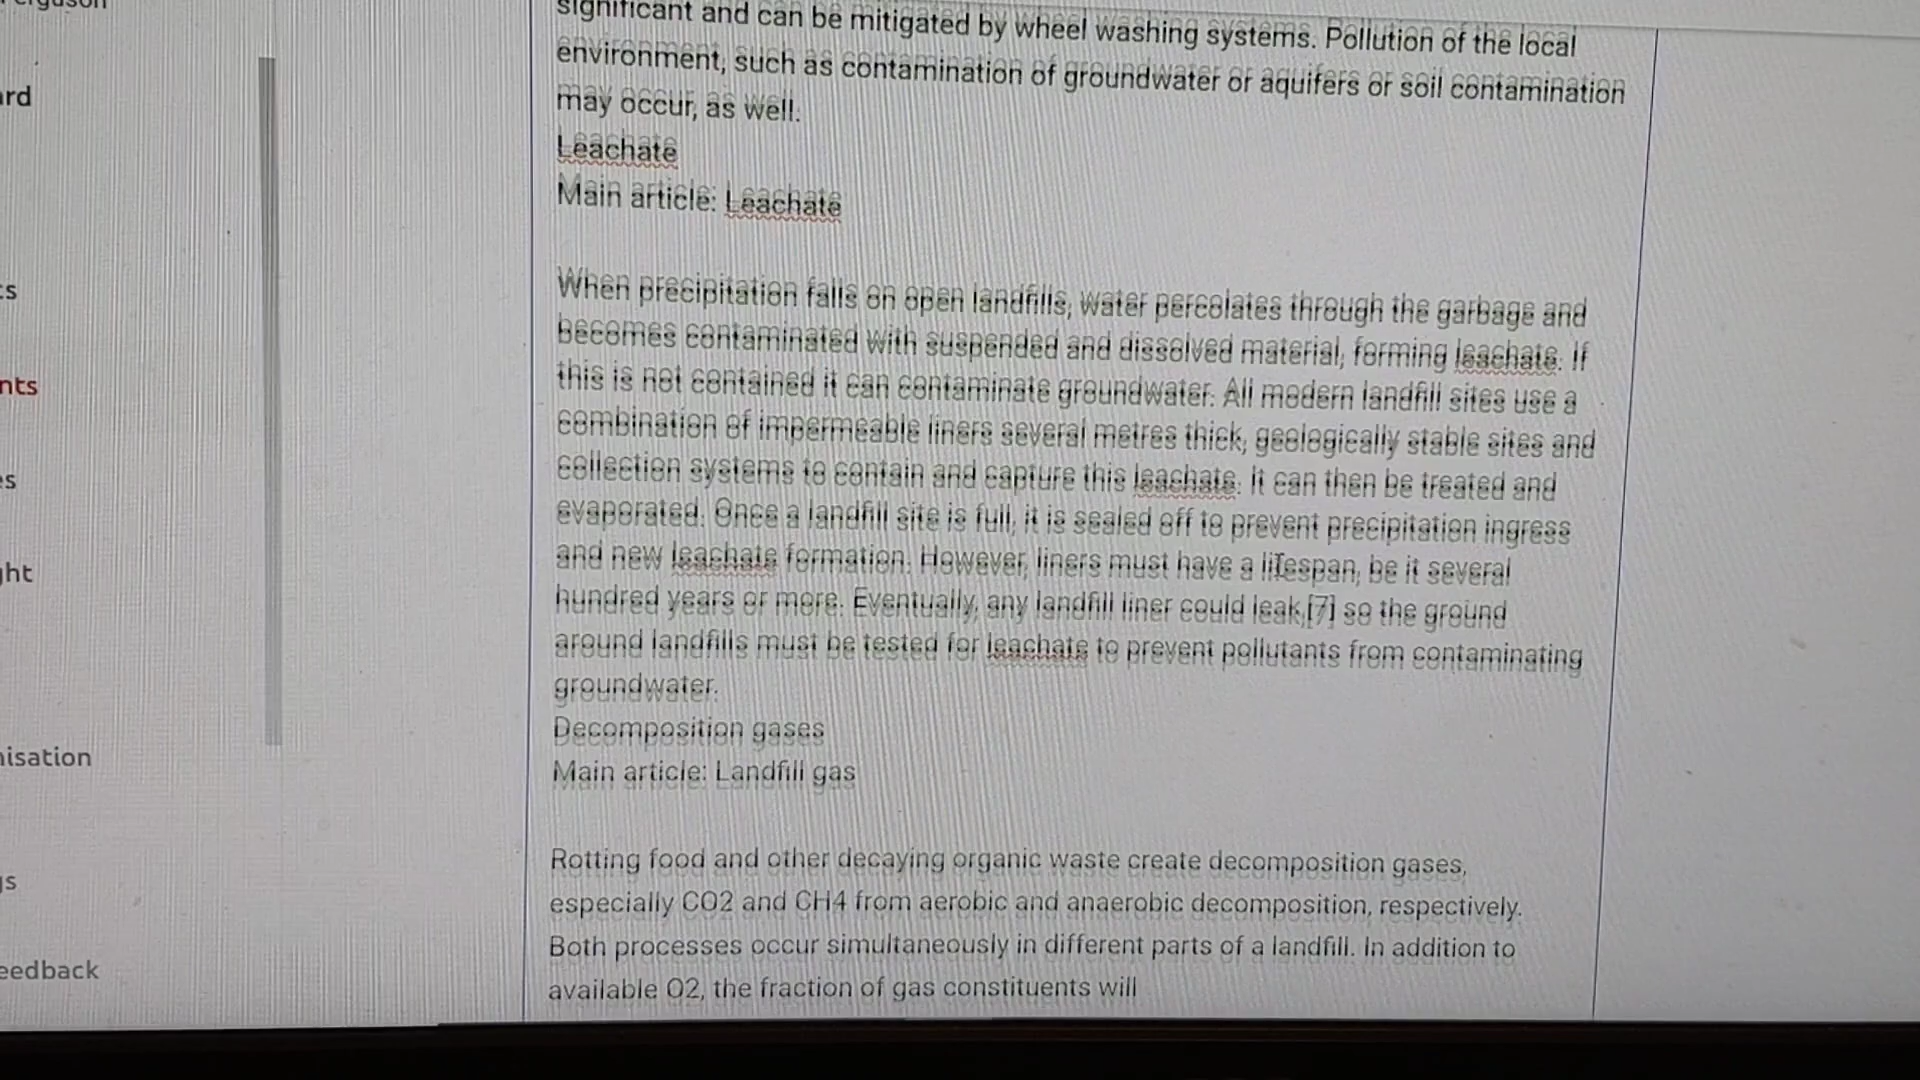 significant and can be mitigated by wheel washing systems. Pollution of the local
environment, such as contamination of groundwater or aquifers or soil contamination
may occur, as well.
Leachate
Main article: Leachate
When precipitation falls on open landfills, water percolates through the garbage and
becomes contaminated with suspended and dissolved material, forming leachate. If
this is not contained it can contaminate groundwater. All modern landfill sites use a
combination of impermeable liners several metres thick, geologically stable sites and
collection systems to contain and capture this leachate. It can then be treated and
evaporated. Once a landfill site is full, it is sealed off to prevent precipitation ingress
and new leachate formation. However, liners must have a lifespan, be it several
hundred years or more. Eventually, any landfill liner could leak,[7] so the ground
around landfills must be tested for leachate to prevent pollutants from contaminating
groundwater.
Decomposition gases
Main article: Landfill gas
Rotting food and other decaying organic waste create decomposition gases,
especially CO2 and CH4 from aerobic and anaerobic decomposition, respectively.
Both processes occur simultaneously in different parts of a landfill. In addition to
available O2, the fraction of gas constituents will
rd
ts
nts
es
ght
nisation
gs
eedback